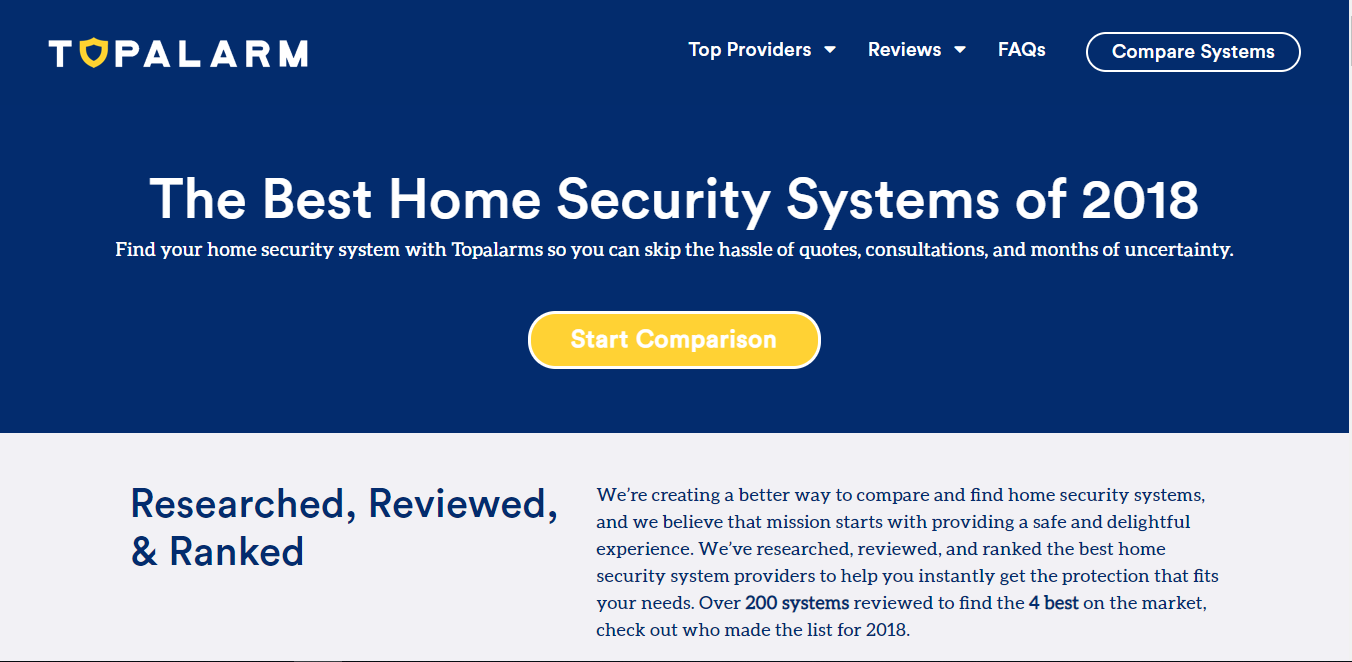 TOPALARM
Top Providers
Reviews
FAQs
Compare Systems
The Best Home Security Systems of 2018
Find your home security system with Topalarms so you can skip the hassle of quotes, consultations, and months of uncertainty.
Start Comparison
Researched, Reviewed,
& Ranked
We’re creating a better way to compare and find home security systems,
and we believe that mission starts with providing a safe and delightful
experience. We’ve researched, reviewed, and ranked the best home
security system providers to help you instantly get the protection that fits
your needs. Over 200 systems reviewed to find the 4 best on the market,
check out who made the list for 2018.